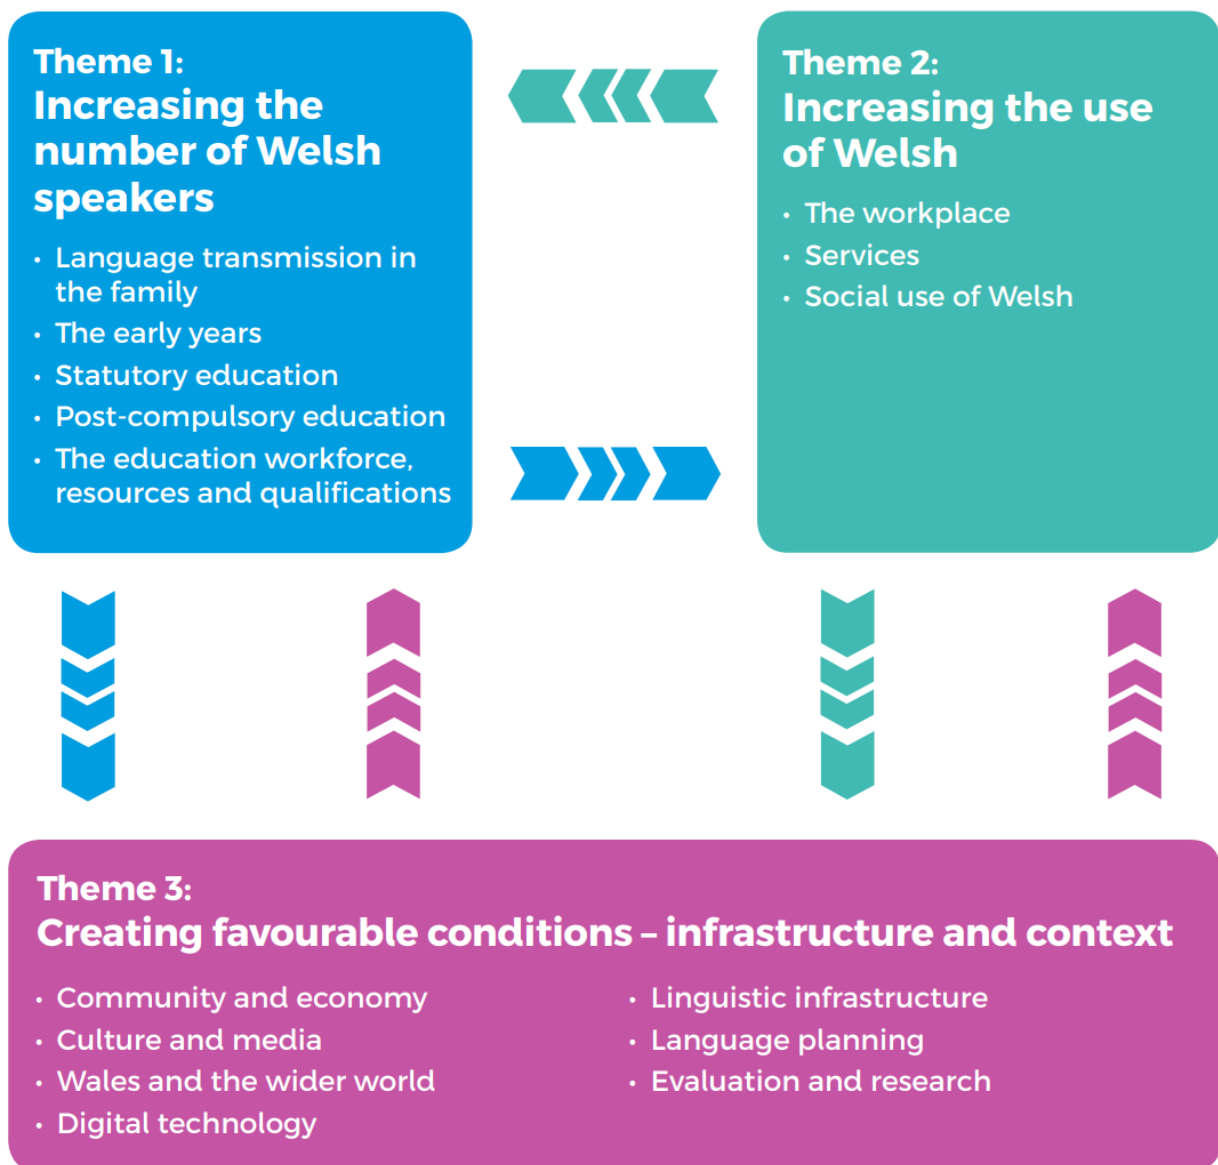 Theme 1:
Increasing the
number of Welsh
speakers
• Language transmission in
the family
• The early years
• Statutory education
• Post-compulsory education
• The education workforce,
resources and qualifications
Theme 2:
Increasing the use
of Welsh
• The workplace
• Services
• Social use of Welsh
Theme 3:
Creating favourable conditions – infrastructure and context
• Community and economy
• Culture and media
• Wales and the wider world
• Digital technology
• Linguistic infrastructure
• Language planning
• Evaluation and research